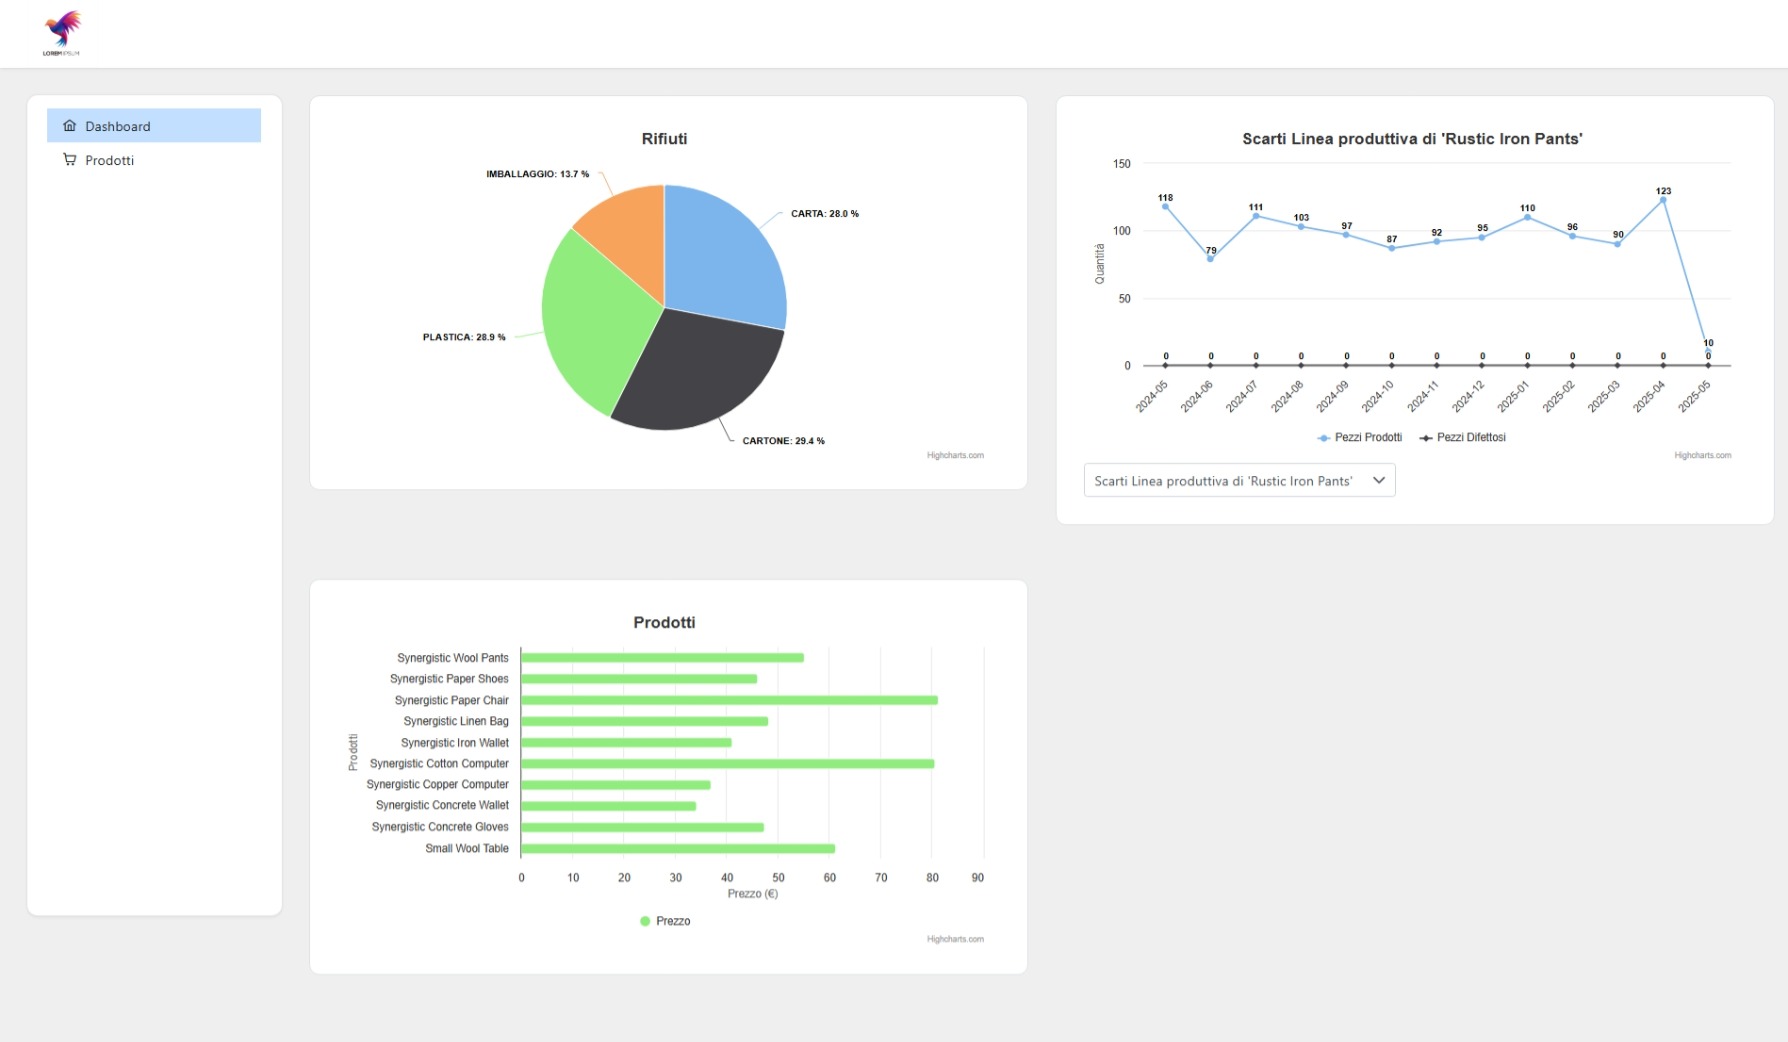 LOREM IPSUM
Dashboard
Prodotti
Rifiuti
IMBALLAGGIO: 13.7 %
CARTA: 28.0 %
PLASTICA: 28.9 %
CARTONE: 29.4 %
Highcharts.com
Scarti Linea produttiva di 'Rustic Iron Pants'
Quantità
150
100
50
0
118
79
111
103
97
87
92
95
110
96
90
123
10
0 0 0 0 0 0 0 0 0 0 0 0 0
2024-05
2024-06
2024-07
2024-08
2024-09
2024-10
2024-11
2024-12
2025-01
2025-02
2025-03
2025-04
2025-05
Pezzi Prodotti Pezzi Difettosi
Highcharts.com
Scarti Linea produttiva di 'Rustic Iron Pants'
Prodotti
Prodotti
Synergistic Wool Pants
Synergistic Paper Shoes
Synergistic Paper Chair
Synergistic Linen Bag
Synergistic Iron Wallet
Synergistic Cotton Computer
Synergistic Copper Computer
Synergistic Concrete Wallet
Synergistic Concrete Gloves
Small Wool Table
0 10 20 30 40 50 60 70 80 90
Prezzo (€)
Prezzo
Highcharts.com